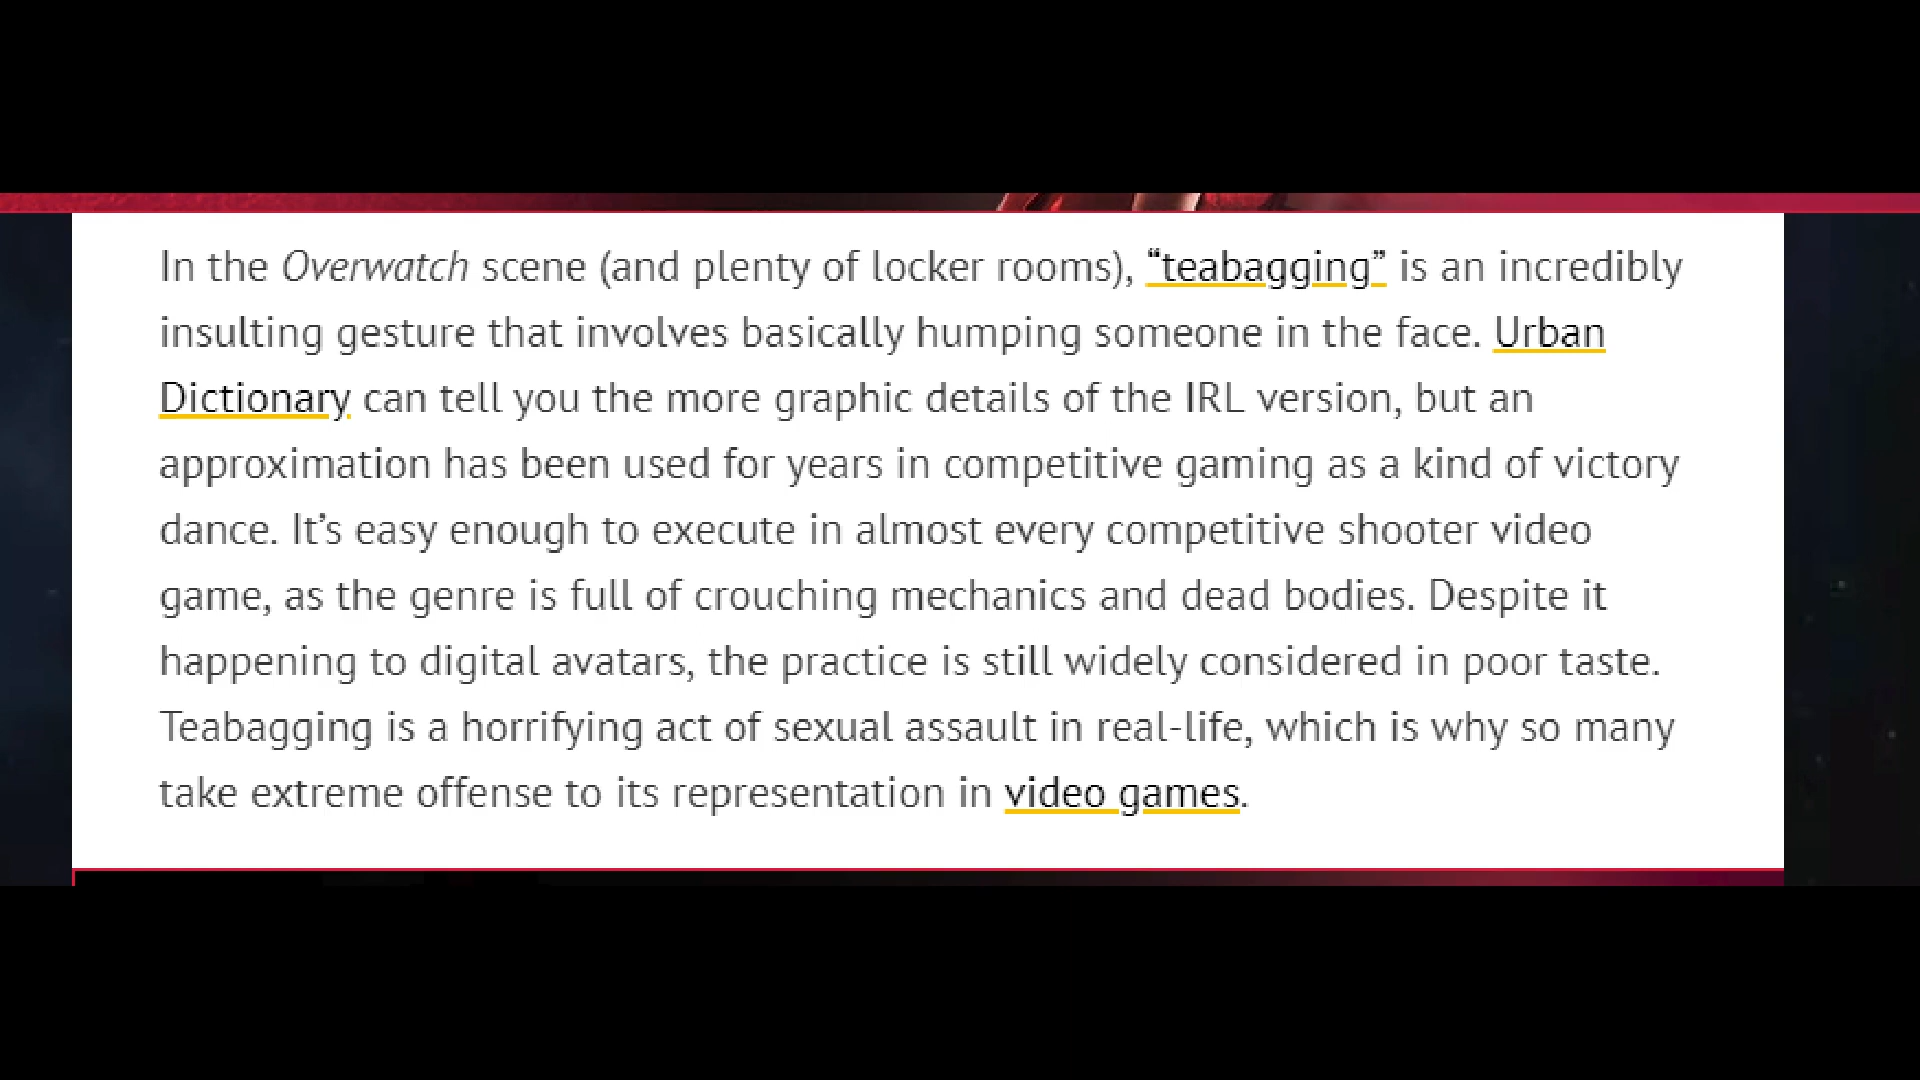 In the Overwatch scene (and plenty of locker rooms), “teabagging” is an incredibly
insulting gesture that involves basically humping someone in the face. Urban
Dictionary can tell you the more graphic details of the IRL version, but an
approximation has been used for years in competitive gaming as a kind of victory
dance. It’s easy enough to execute in almost every competitive shooter video
game, as the genre is full of crouching mechanics and dead bodies. Despite it
happening to digital avatars, the practice is still widely considered in poor taste.
Teabagging is a horrifying act of sexual assault in real-life, which is why so many
take extreme offense to its representation in video games.